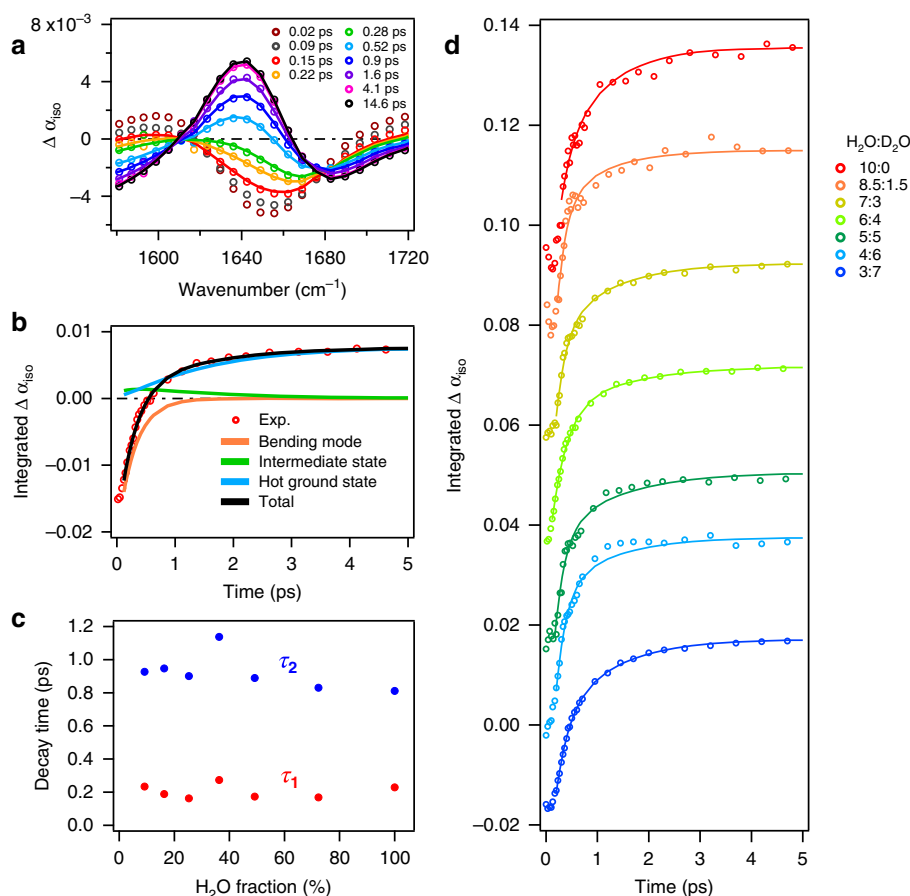 a
8 ×10⁻³
4
0
−4
Δ α_iso
0.02 ps
0.09 ps
0.15 ps
0.22 ps
0.28 ps
0.52 ps
0.9 ps
1.6 ps
4.1 ps
14.6 ps
1600
1640
1680
1720
Wavenumber (cm⁻¹)
b
0.01
0.00
−0.01
−0.02
Integrated Δ α_iso
Exp.
Bending mode
Intermediate state
Hot ground state
Total
0
1
2
3
4
5
Time (ps)
c
1.2
1.0
0.8
0.6
0.4
0.2
0.0
Decay time (ps)
τ₂
τ₁
0
20
40
60
80
100
H₂O fraction (%)
d
0.14
0.12
0.10
0.08
0.06
0.04
0.02
0.00
−0.02
Integrated Δ α_iso
0
1
2
3
4
5
Time (ps)
H₂O:D₂O
10:0
8.5:1.5
7:3
6:4
5:5
4:6
3:7